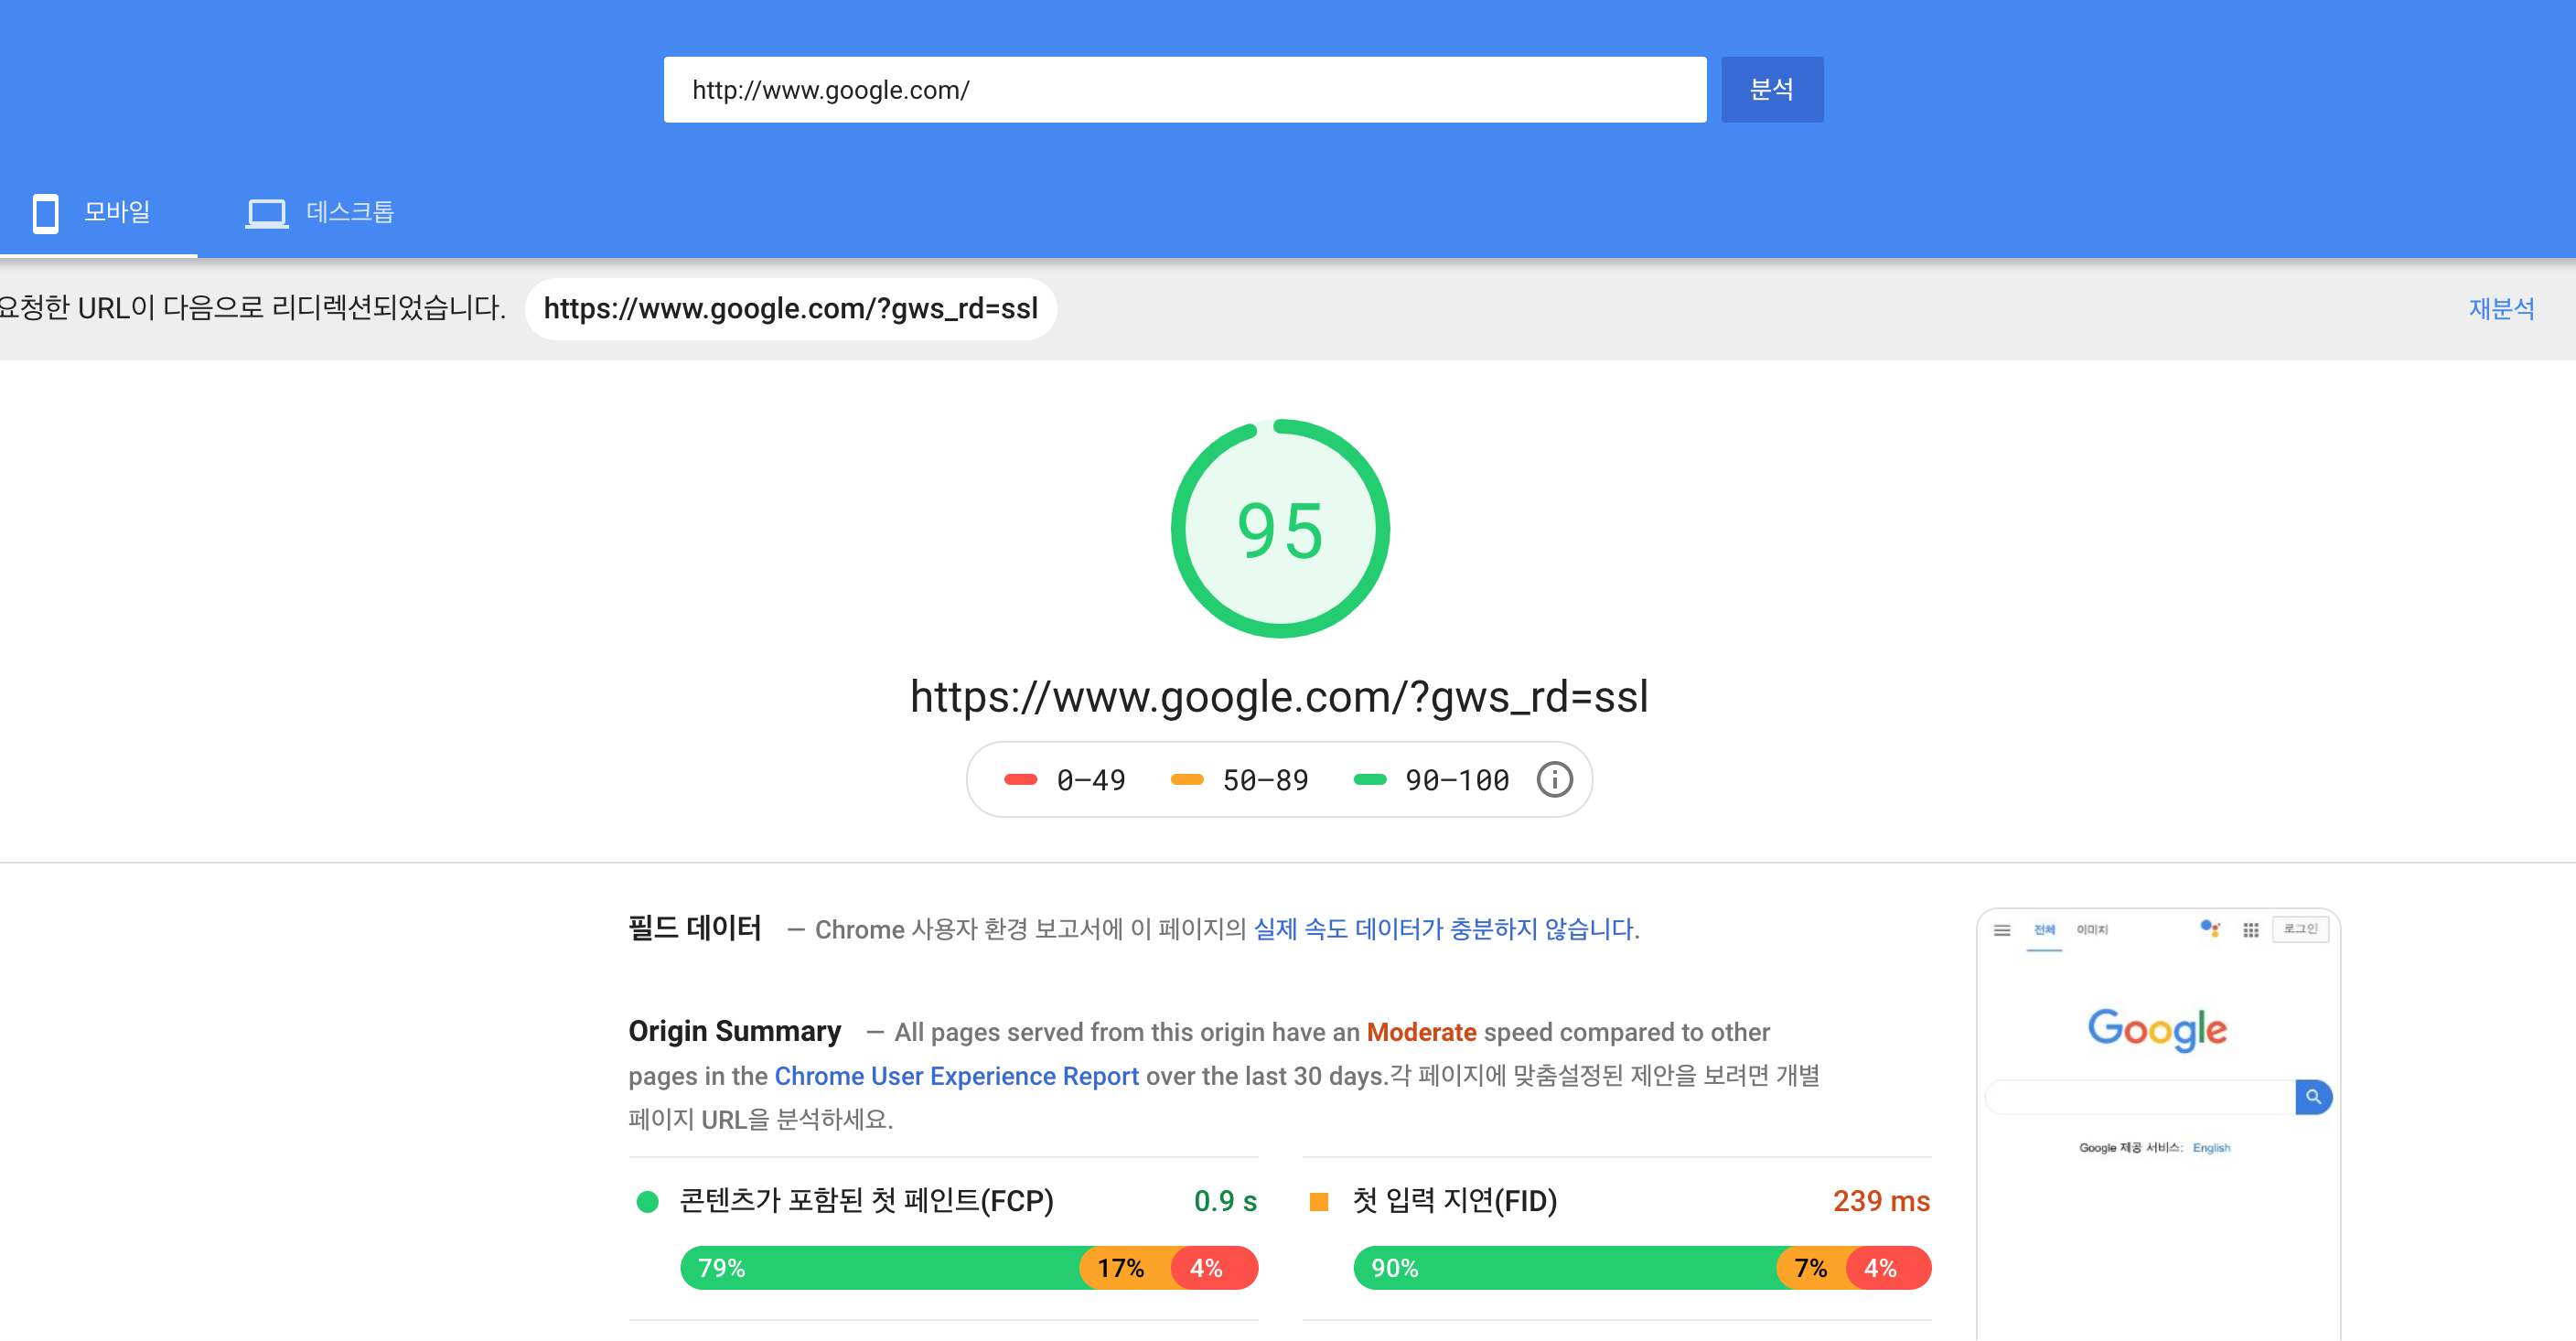 http://www.google.com/
분석
모바일
데스크톱
요청한 URL이 다음으로 리디렉션되었습니다. https://www.google.com/?gws_rd=ssl
재분석
95
https://www.google.com/?gws_rd=ssl
0–49 50–89 90–100
필드 데이터 — Chrome 사용자 환경 보고서에 이 페이지의 실제 속도 데이터가 충분하지 않습니다.
Origin Summary — All pages served from this origin have an Moderate speed compared to other
pages in the Chrome User Experience Report over the last 30 days.각 페이지에 맞춤설정된 제안을 보려면 개별
페이지 URL을 분석하세요.
콘텐츠가 포함된 첫 페인트(FCP) 0.9 s
79% 17% 4%
첫 입력 지연(FID) 239 ms
90% 7% 4%
전체 이미지 로그인
Google
Google 제공 서비스: English